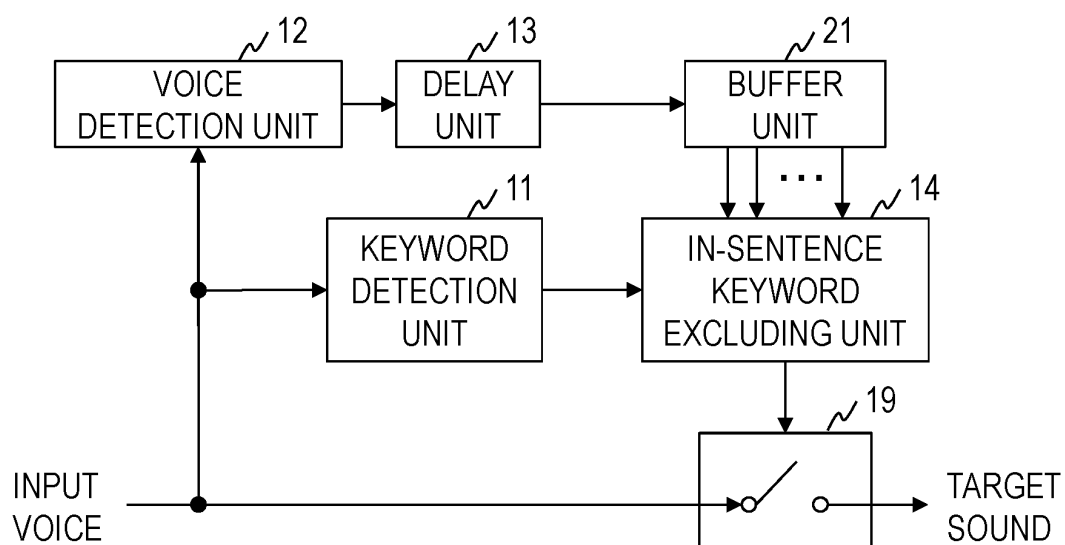 12
VOICE
DETECTION UNIT
13
DELAY
UNIT
21
BUFFER
UNIT
...
11
KEYWORD
DETECTION
UNIT
14
IN-SENTENCE
KEYWORD
EXCLUDING UNIT
19
INPUT
VOICE
TARGET
SOUND